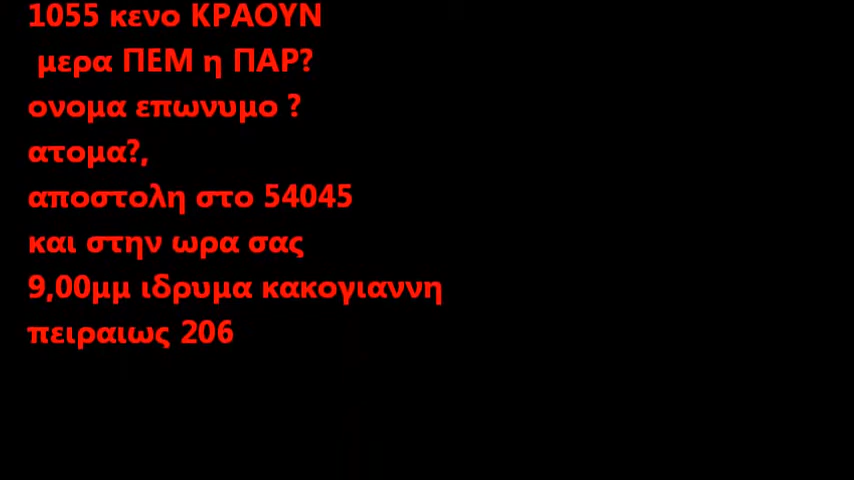 1055 κενο ΚΡΑΟΥΝ
μερα ΠΕΜ η ΠΑΡ?
ονομα επωνυμο ?
ατομα?,
αποστολη στο 54045
και στην ωρα σας
9,00μμ ιδρυμα κακογιαννη
πειραιως 206